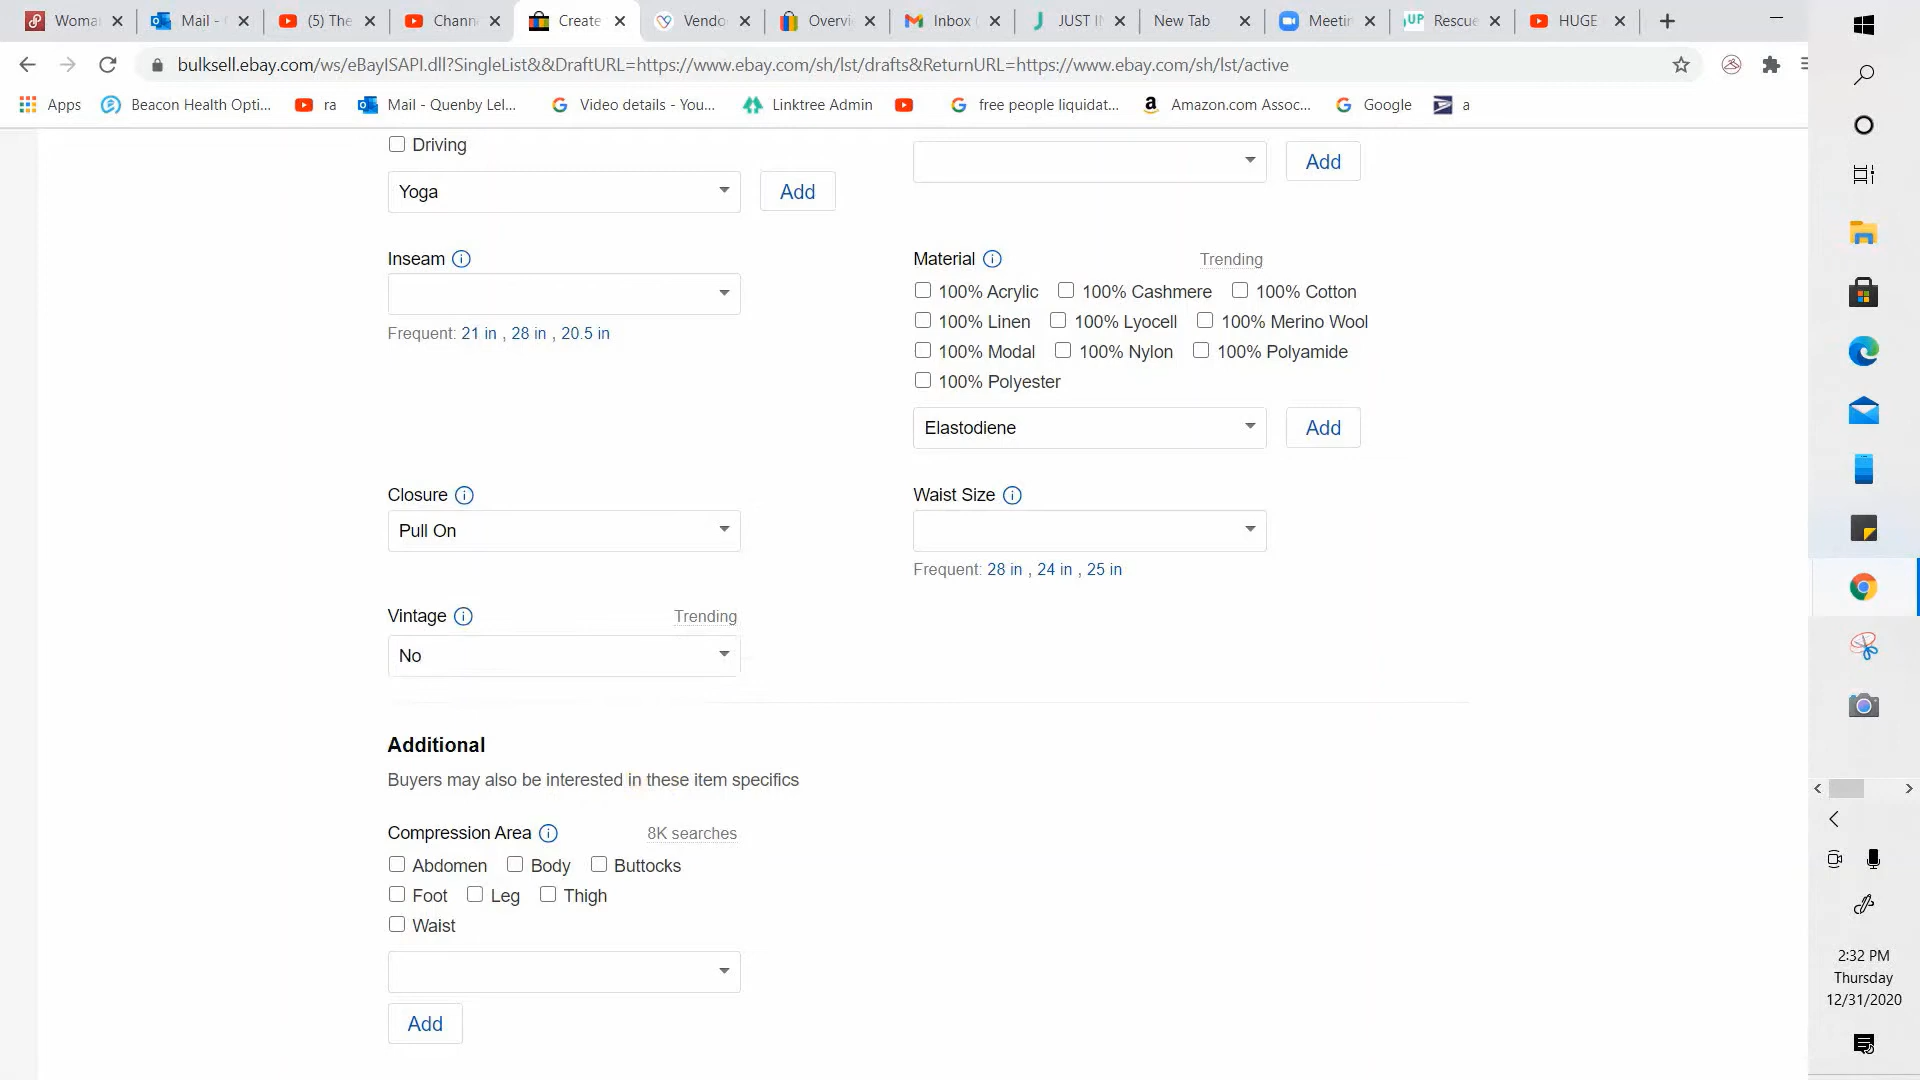 Woma
Mail -
(5) The
Chann
Create
Vendo
Overvi
Inbox
JUST I
New Tab
Meetin
Rescue
HUGE
bulksell.ebay.com/ws/eBayISAPI.dll?SingleList&&DraftURL=https://www.ebay.com/sh/lst/drafts&ReturnURL=https://www.ebay.com/sh/lst/active
Apps
Beacon Health Opti...
ra
Mail - Quenby Lel...
Video details - You...
Linktree Admin
free people liquidat...
Amazon.com Assoc...
Google
a
Driving
Add
Yoga
Add
Inseam
Frequent: 21 in , 28 in , 20.5 in
Material Trending
100% Acrylic 100% Cashmere 100% Cotton
100% Linen 100% Lyocell 100% Merino Wool
100% Modal 100% Nylon 100% Polyamide
100% Polyester
Elastodiene Add
Closure
Pull On
Waist Size
Frequent: 28 in , 24 in , 25 in
Vintage Trending
No
Additional
Buyers may also be interested in these item specifics
Compression Area 8K searches
Abdomen Body Buttocks
Foot Leg Thigh
Waist
Add
2:32 PM
Thursday
12/31/2020